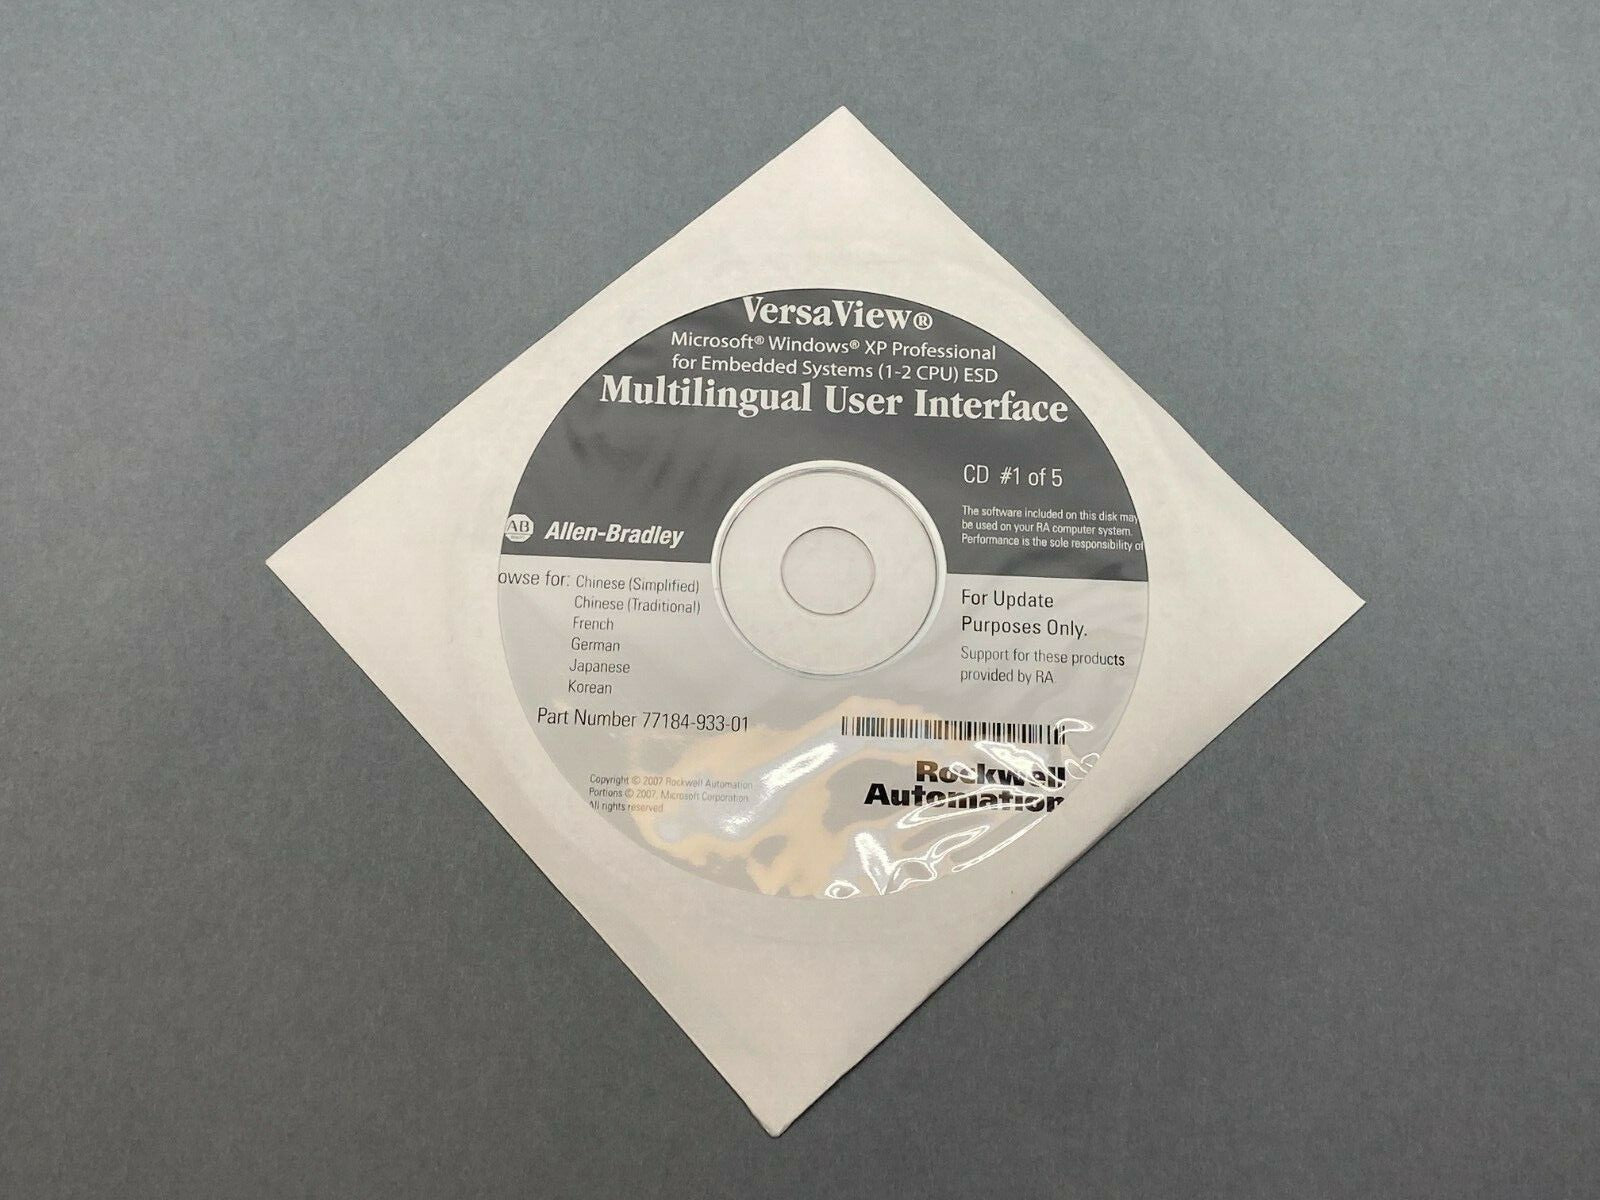 VersaView®
Microsoft® Windows® XP Professional
for Embedded Systems (1-2 CPU) ESD
Multilingual User Interface
CD #1 of 5
The software included on this disk may
be used on your RA computer system.
Performance is the sole responsibility of
AB Allen-Bradley
owse for: Chinese (Simplified)
Chinese (Traditional)
French
German
Japanese
Korean
For Update
Purposes Only.
Support for these products
provided by RA
Part Number 77184-933-01
Copyright © 2007 Rockwell Automation
Portions © 2007, Microsoft Corporation
All rights reserved
Rockwell
Automation